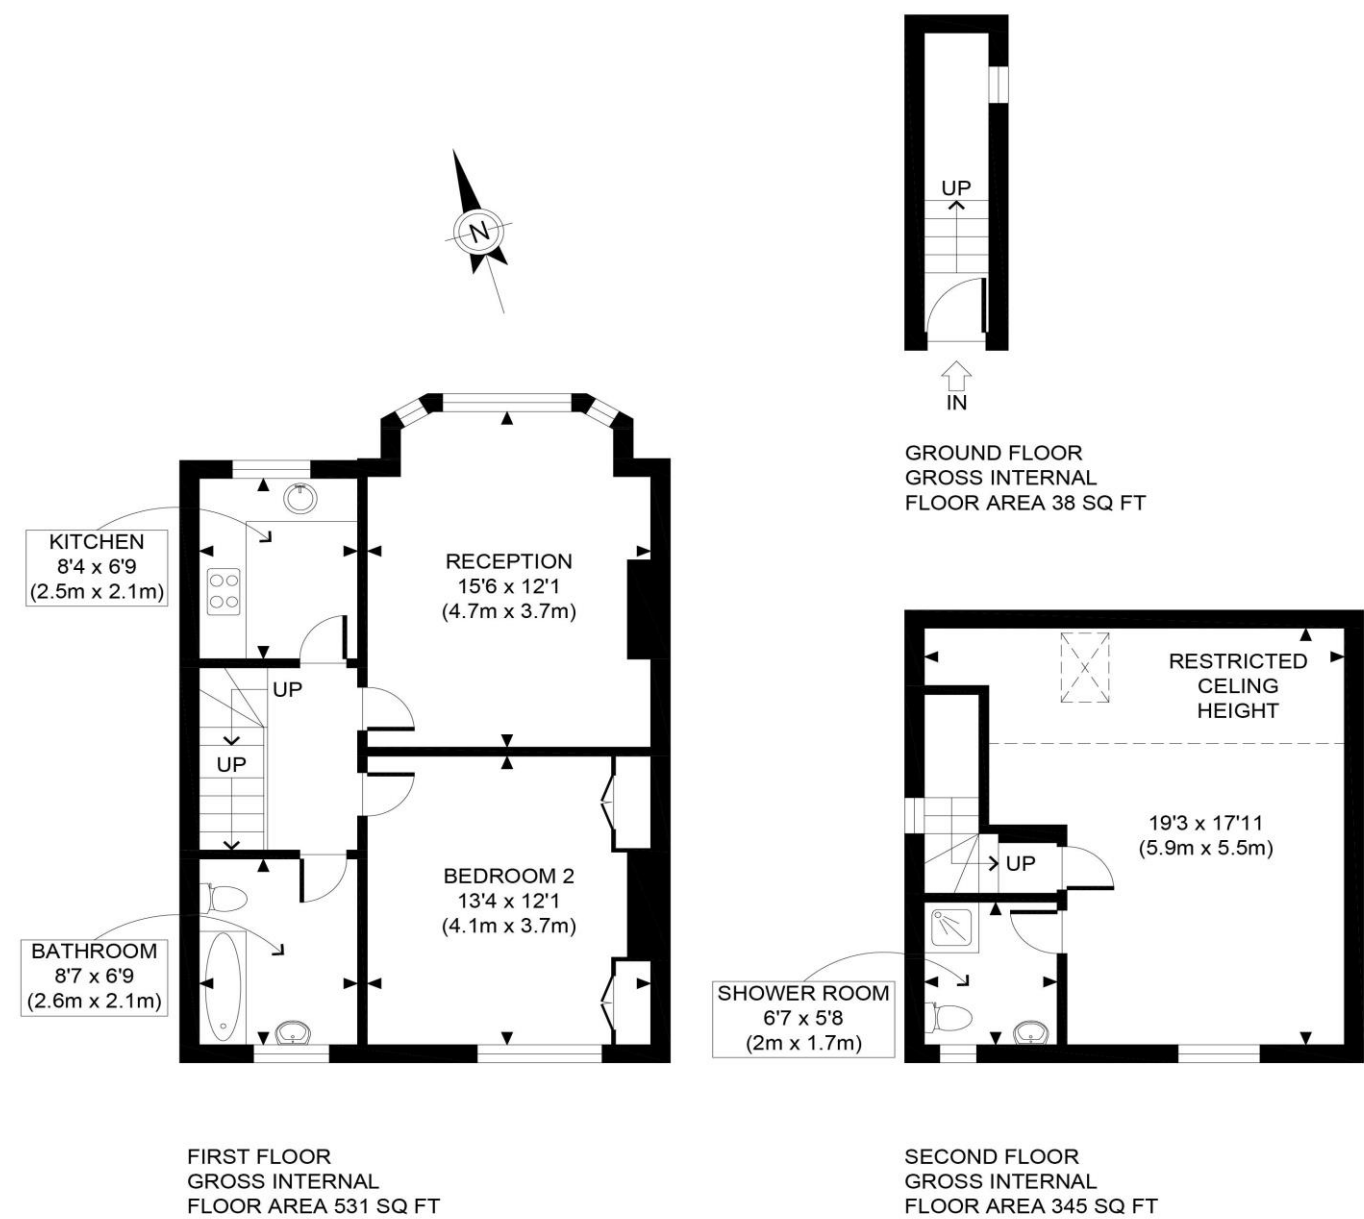 UP
IN
GROUND FLOOR
GROSS INTERNAL
FLOOR AREA 38 SQ FT
N
KITCHEN
8'4 x 6'9
(2.5m x 2.1m)
RECEPTION
15'6 x 12'1
(4.7m x 3.7m)
UP
UP
BEDROOM 2
13'4 x 12'1
(4.1m x 3.7m)
BATHROOM
8'7 x 6'9
(2.6m x 2.1m)
FIRST FLOOR
GROSS INTERNAL
FLOOR AREA 531 SQ FT
RESTRICTED
CELING
HEIGHT
19'3 x 17'11
(5.9m x 5.5m)
UP
SHOWER ROOM
6'7 x 5'8
(2m x 1.7m)
SECOND FLOOR
GROSS INTERNAL
FLOOR AREA 345 SQ FT